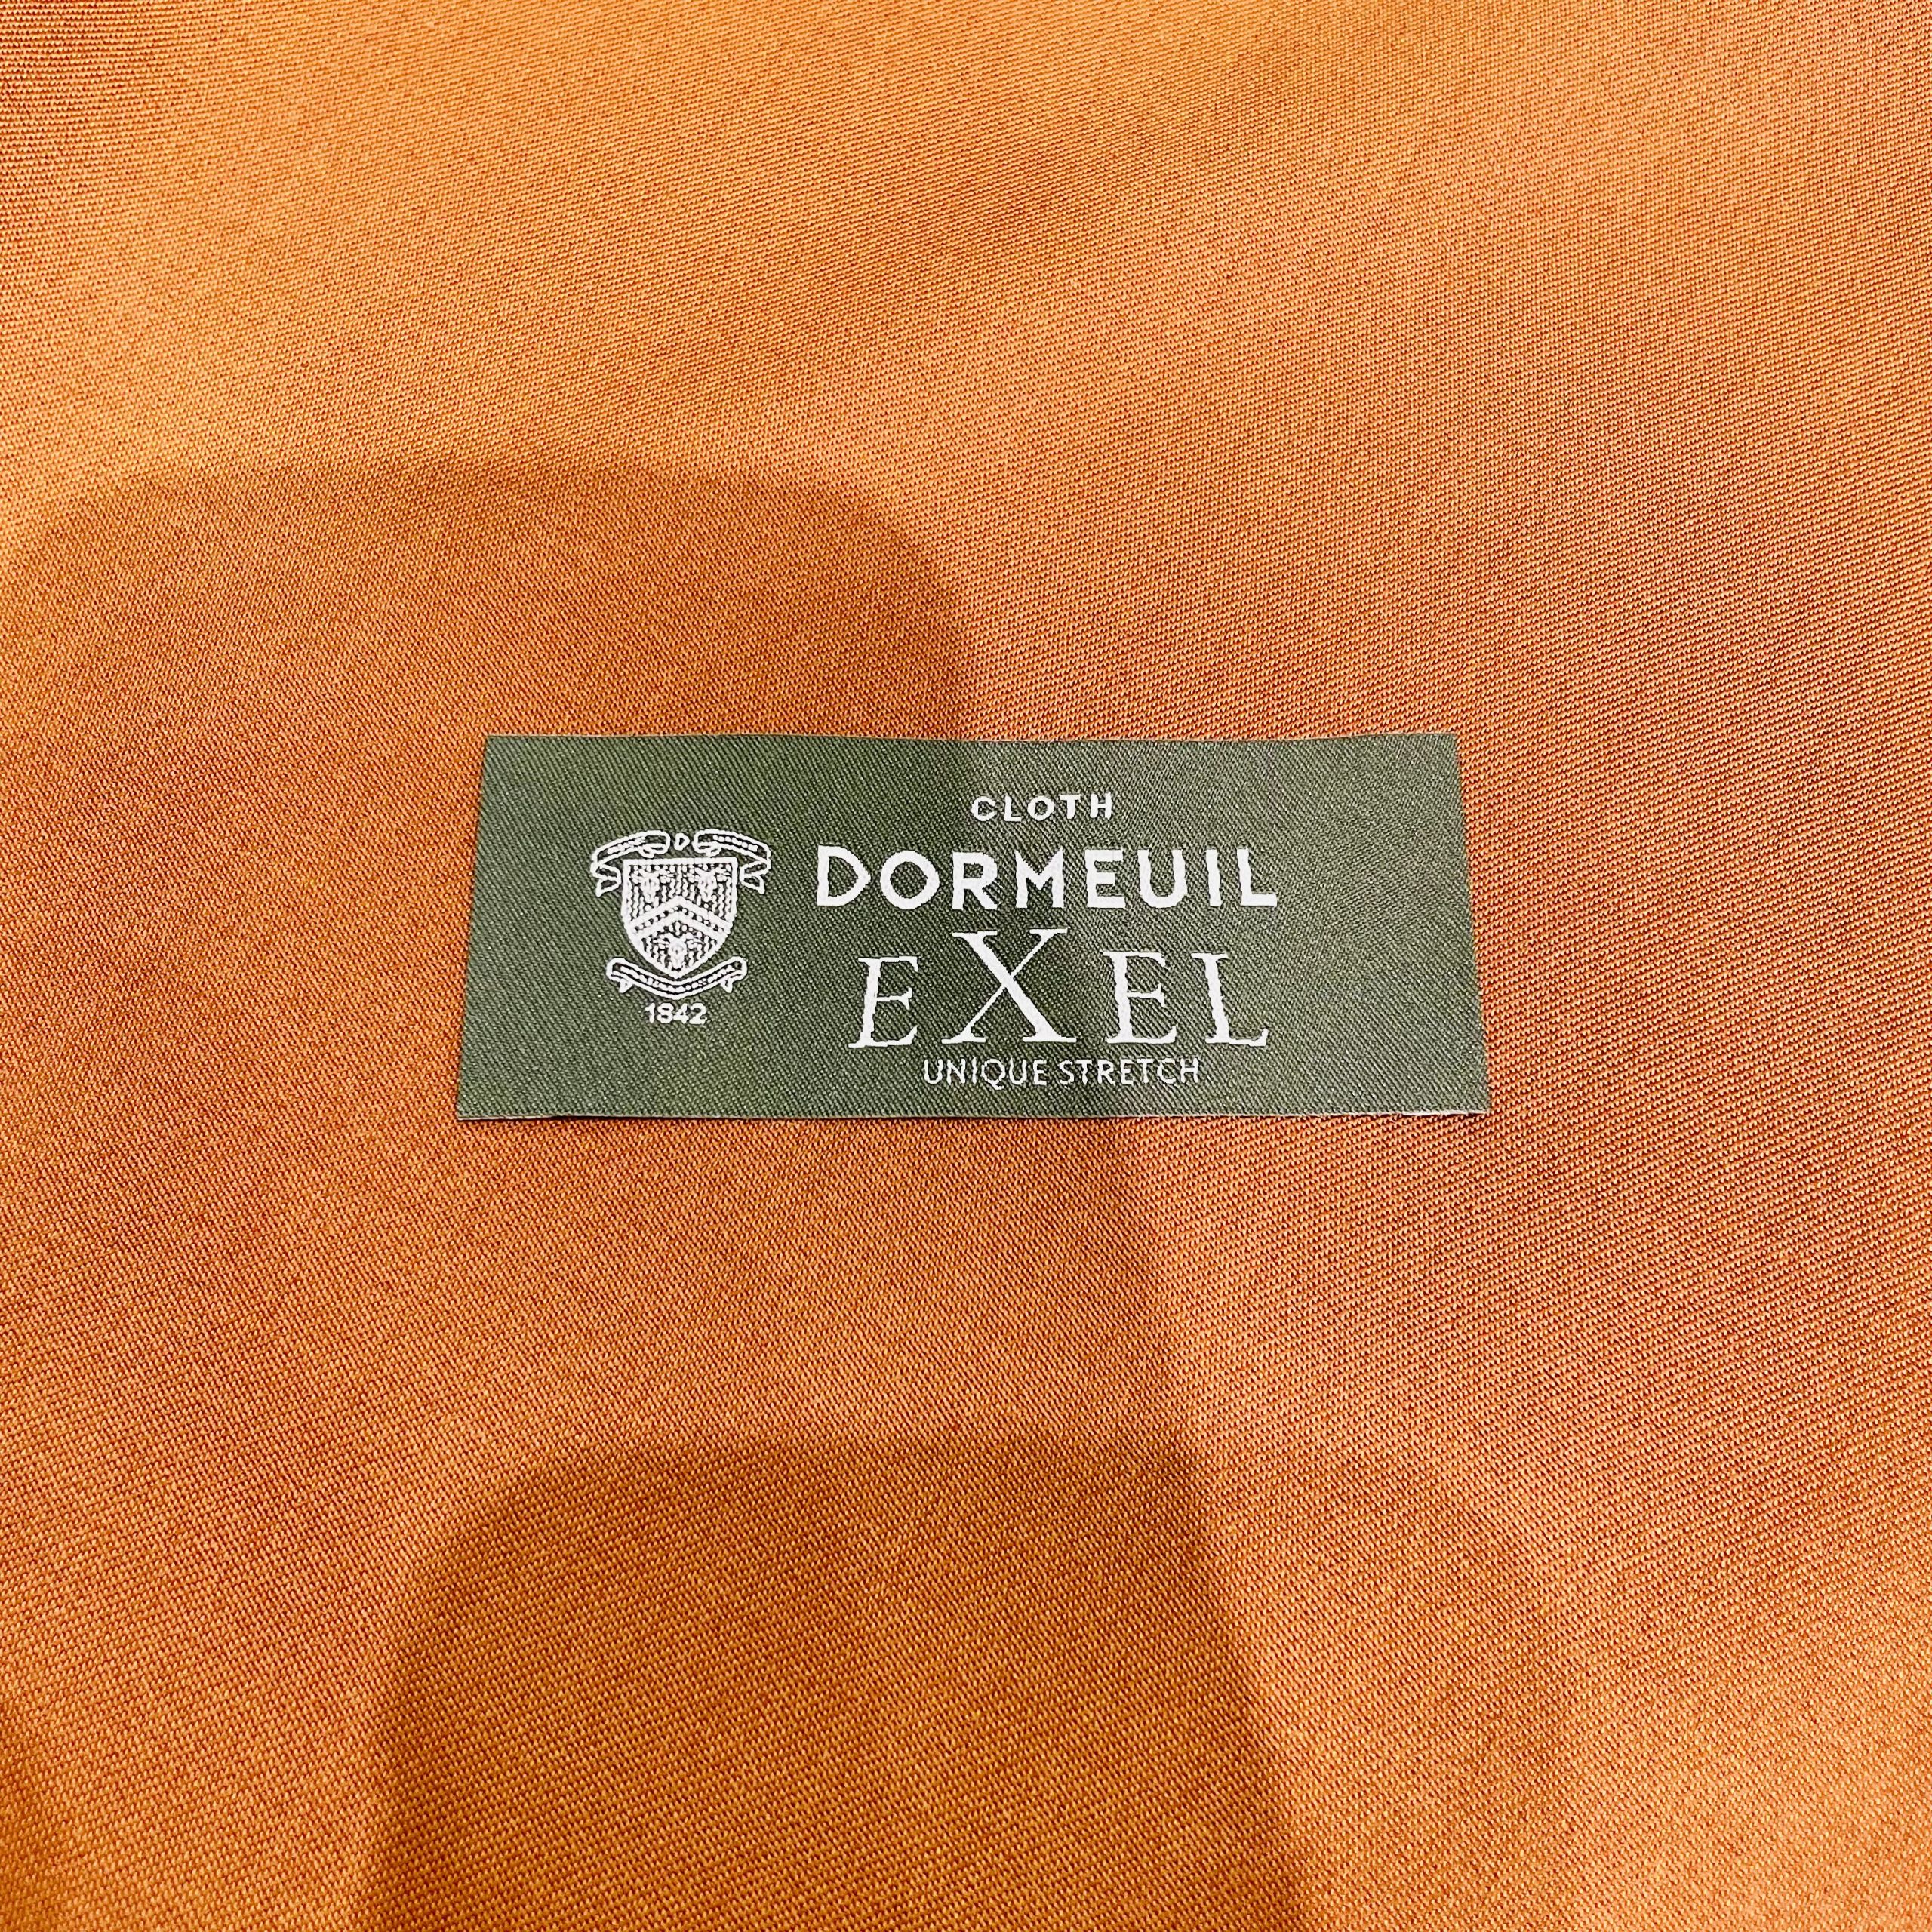 D
CLOTH
DORMEUIL
EXEL
UNIQUE STRETCH
1842